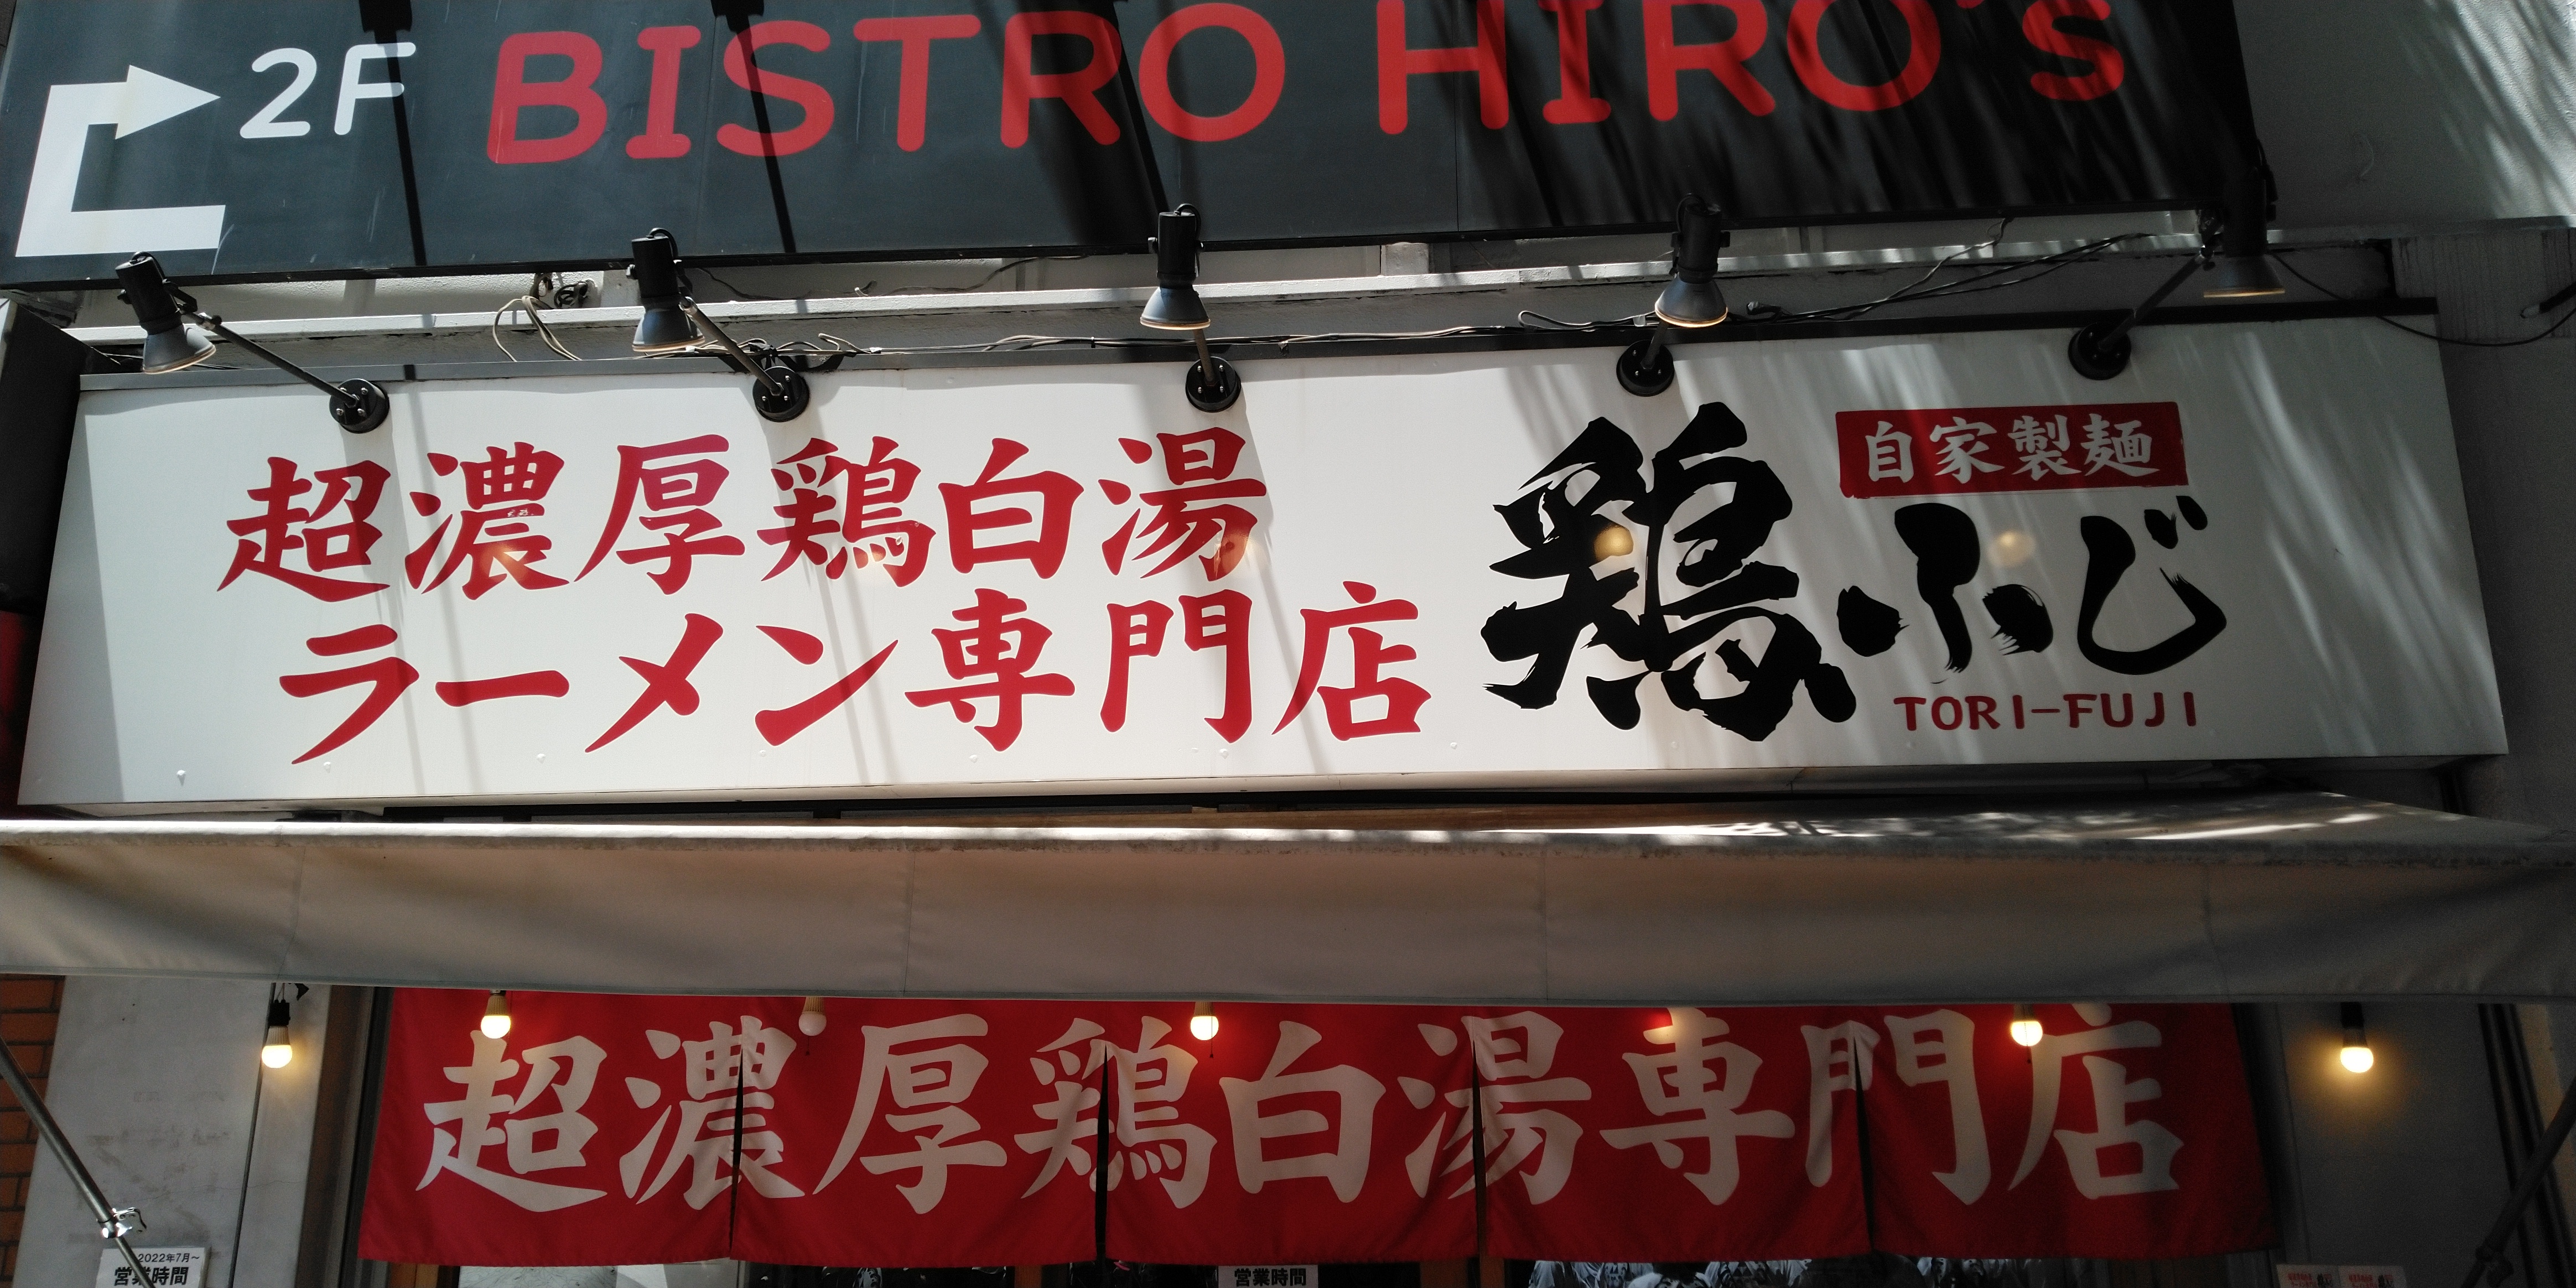 2F BISTRO HIRO's
超濃厚鶏白湯
ラーメン専門店
自家製麺
鶏ふじ
TORI-FUJI
超濃厚鶏白湯専門店
2022年7月～
営業時間
営業時間